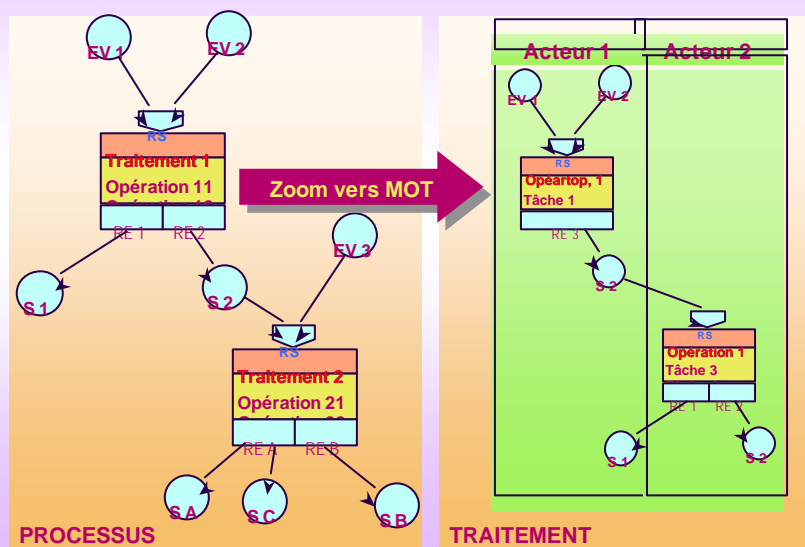 EV 1
EV 2
RS
Traitement 1
Opération 11
RE 1
RE 2
Zoom vers MOT
EV 3
S 1
S 2
RS
Traitement 2
Opération 21
RE A
RE B
S A
S C
S B
PROCESSUS
Acteur 1
Acteur 2
EV 1
EV 2
RS
Opéartop, 1
Tâche 1
RE 3
S 2
RS
Opération 1
Tâche 3
RE 1
RE 2
S 1
S 2
TRAITEMENT